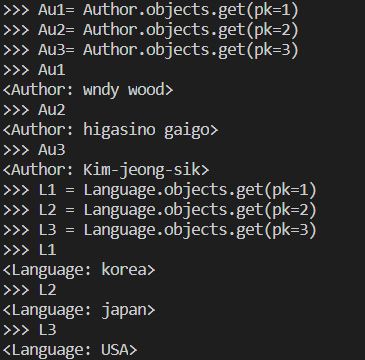 >>> Au1= Author.objects.get(pk=1)
>>> Au2= Author.objects.get(pk=2)
>>> Au3= Author.objects.get(pk=3)
>>> Au1
<Author: wndy wood>
>>> Au2
<Author: higasino gaigo>
>>> Au3
<Author: Kim-jeong-sik>
>>> L1 = Language.objects.get(pk=1)
>>> L2 = Language.objects.get(pk=2)
>>> L3 = Language.objects.get(pk=3)
>>> L1
<Language: korea>
>>> L2
<Language: japan>
>>> L3
<Language: USA>